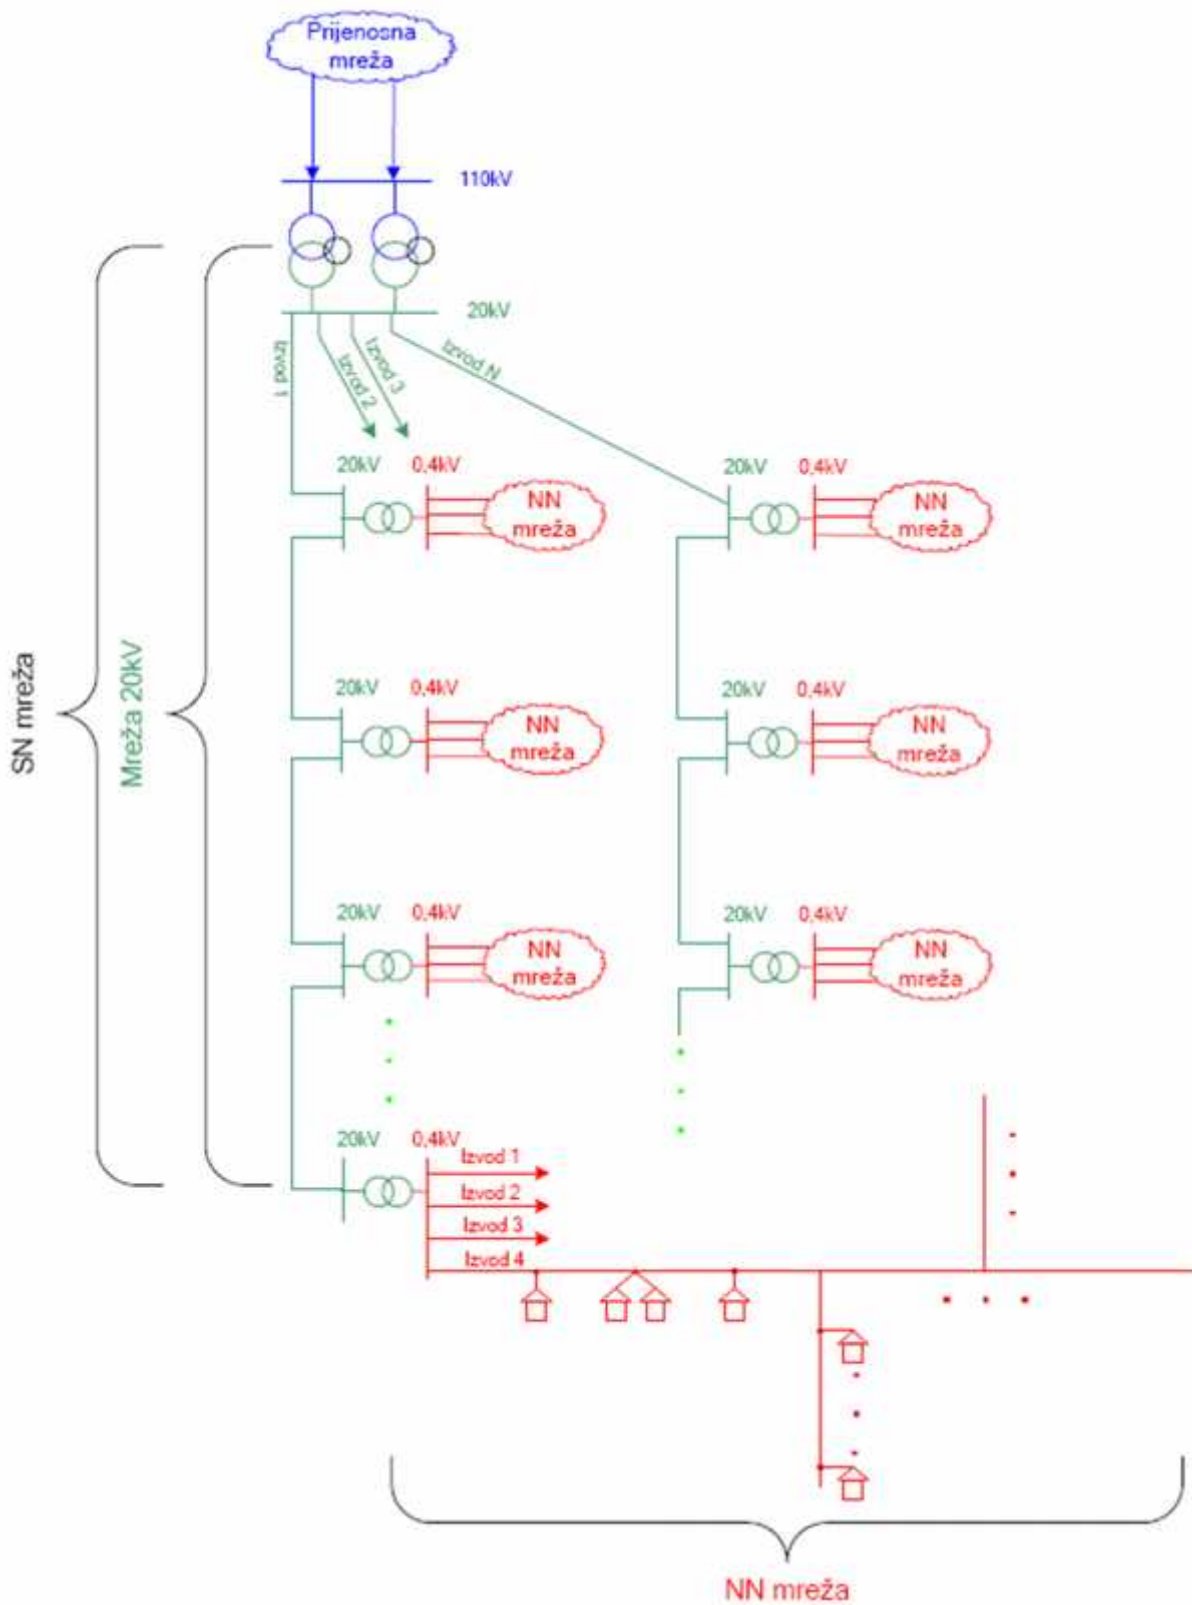 Prijenosna
mreža
110kV
20kV
Izvod 1
Izvod 2
Izvod 3
Izvod N
20kV
0,4kV
NN
mreža
20kV
0,4kV
NN
mreža
SN mreža
Mreža 20kV
20kV
0,4kV
NN
mreža
20kV
0,4kV
NN
mreža
20kV
0,4kV
NN
mreža
20kV
0,4kV
NN
mreža
20kV
0,4kV
Izvod 1
Izvod 2
Izvod 3
Izvod 4
NN mreža